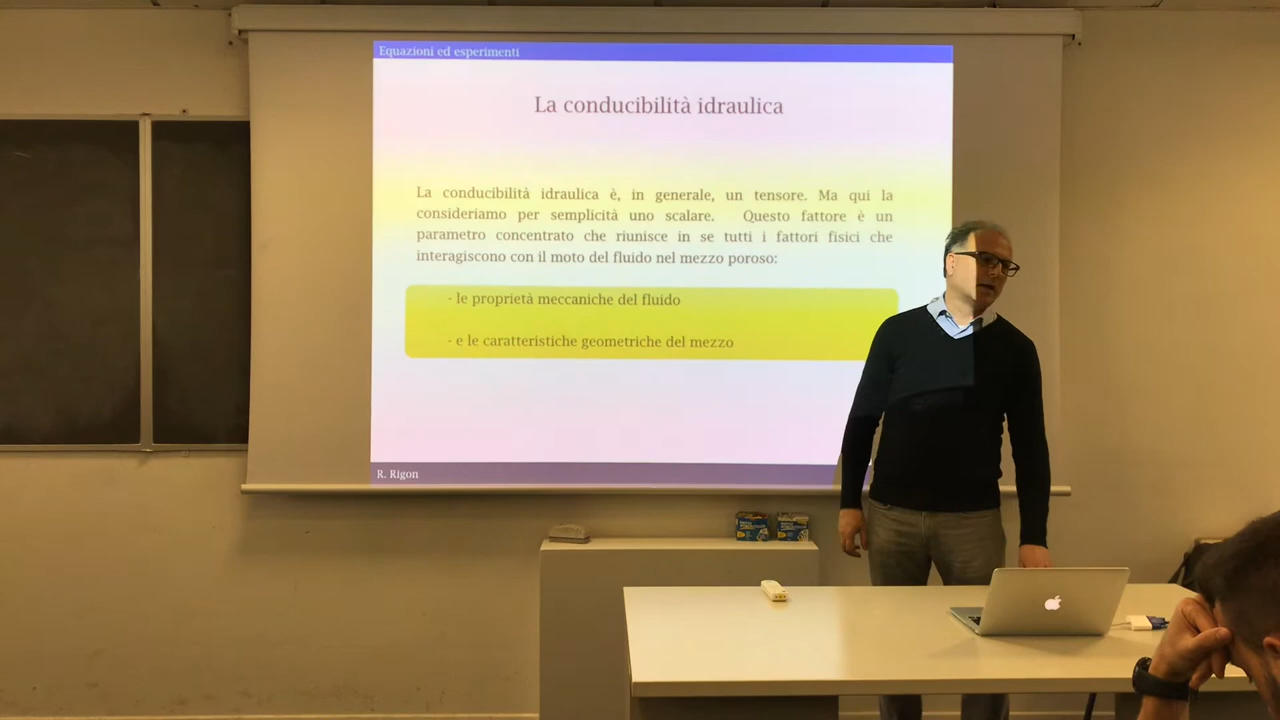 Equazioni ed esperimenti
La conducibilità idraulica
La conducibilità idraulica è, in generale, un tensore. Ma qui la
consideriamo per semplicità uno scalare. Questo fattore è un
parametro concentrato che riunisce in se tutti i fattori fisici che
interagiscono con il moto del fluido nel mezzo poroso:
- le proprietà meccaniche del fluido
- e le caratteristiche geometriche del mezzo
R. Rigon